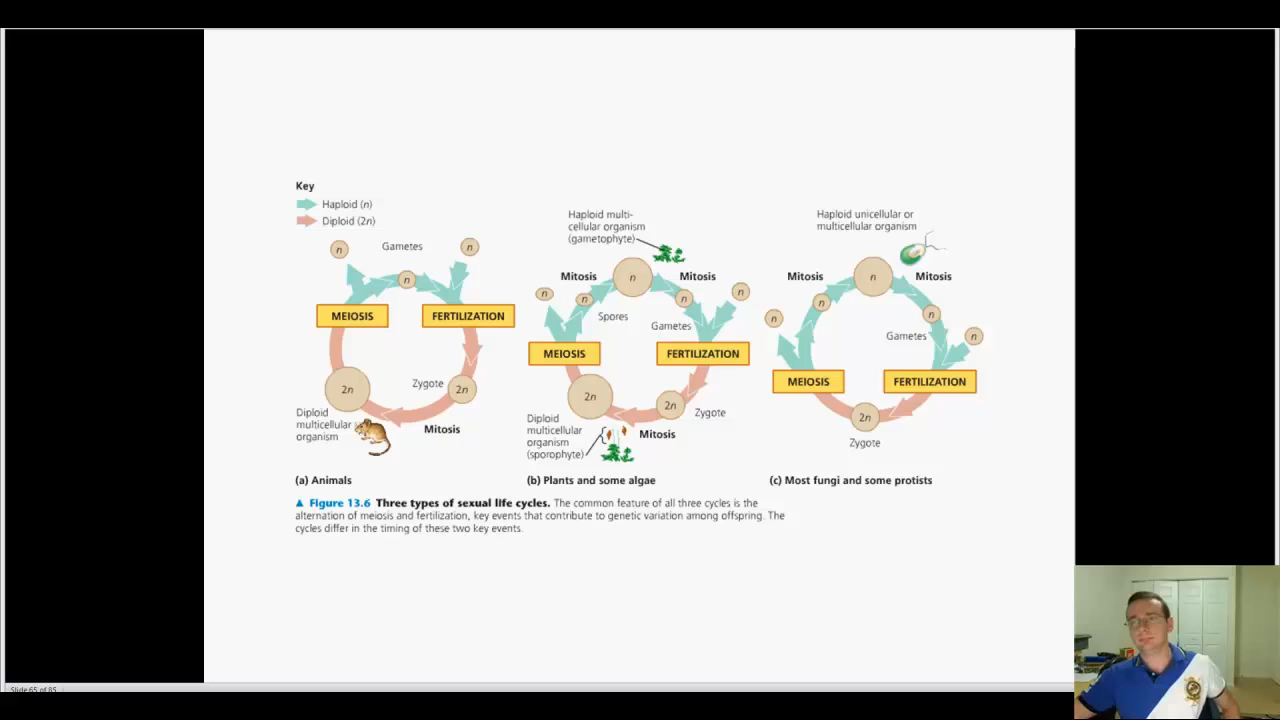 Key
Haploid (n)
Diploid (2n)
n
Gametes
n
n
MEIOSIS
FERTILIZATION
2n
Zygote
2n
Diploid
multicellular
organism
Mitosis
(a) Animals
Haploid multi-
cellular organism
(gametophyte)
Mitosis
n
Mitosis
n
n
Spores
n
n
Gametes
MEIOSIS
FERTILIZATION
2n
2n
Zygote
Diploid
multicellular
organism
(sporophyte)
Mitosis
(b) Plants and some algae
Haploid unicellular or
multicellular organism
Mitosis
n
Mitosis
n
n
n
Gametes
n
MEIOSIS
FERTILIZATION
2n
Zygote
(c) Most fungi and some protists
▲ Figure 13.6 Three types of sexual life cycles. The common feature of all three cycles is the
alternation of meiosis and fertilization, key events that contribute to genetic variation among offspring. The
cycles differ in the timing of these two key events.
Slide 65 of 85